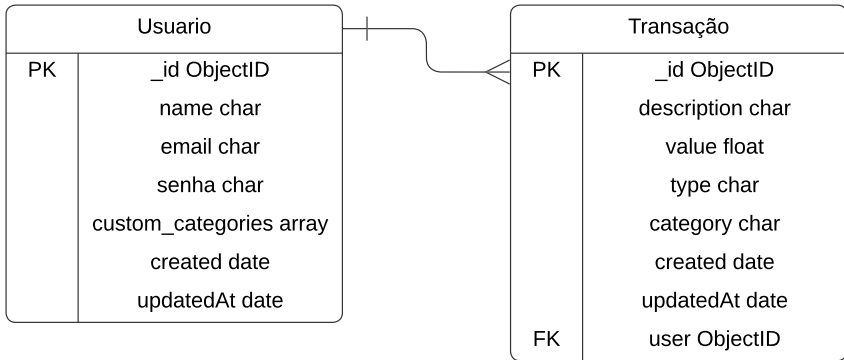 Usuario
PK _id ObjectID
name char
email char
senha char
custom_categories array
created date
updatedAt date
Transação
PK _id ObjectID
description char
value float
type char
category char
created date
updatedAt date
FK user ObjectID